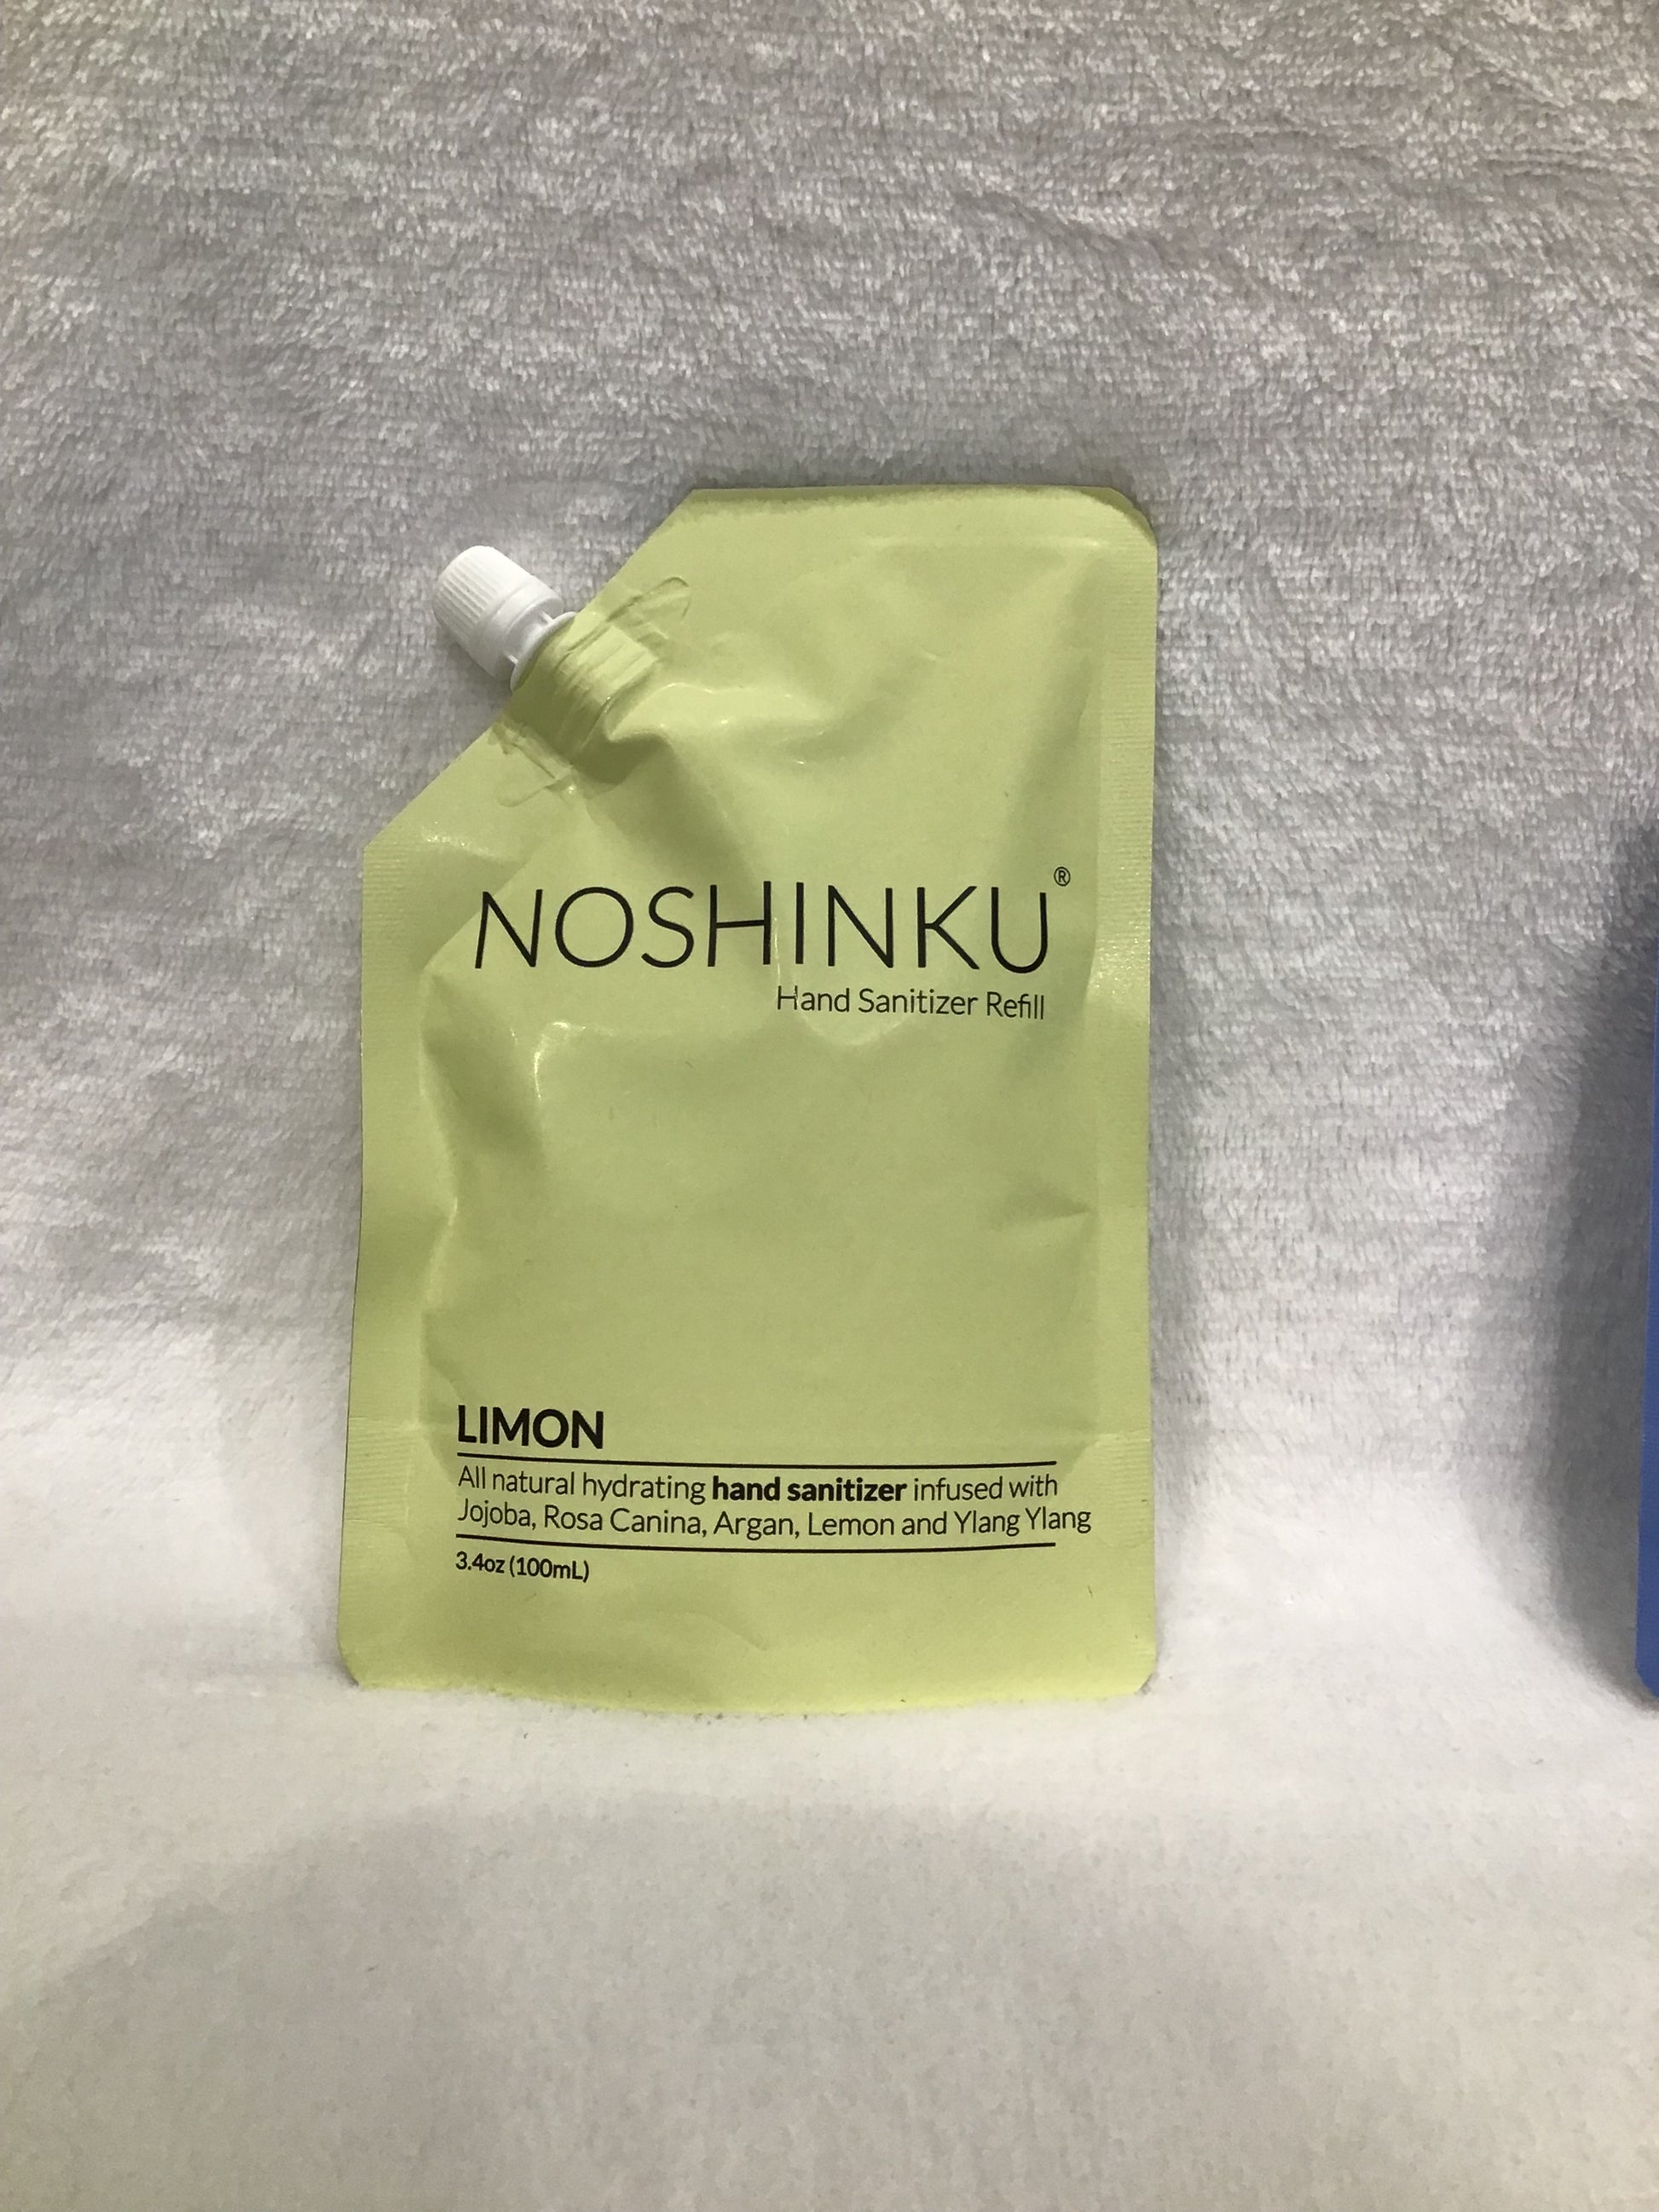 NOSHINKU®
Hand Sanitizer Refill
LIMON
All natural hydrating hand sanitizer infused with
Jojoba, Rosa Canina, Argan, Lemon and Ylang Ylang
3.4oz (100mL)